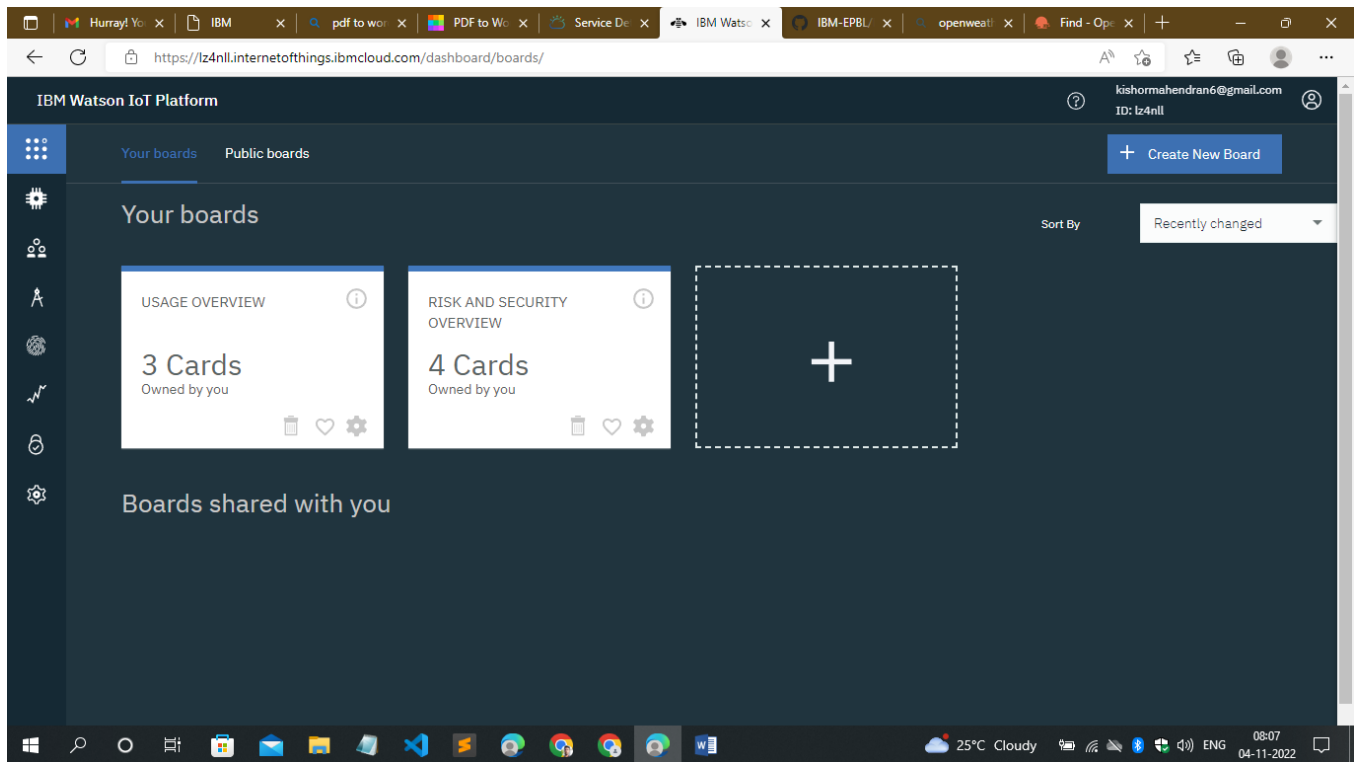 Hurray! Yo
IBM
pdf to wor
PDF to Wo
Service De
IBM Watso
IBM-EPBL/
openweath
Find - Ope
https://lz4nll.internetofthings.ibmcloud.com/dashboard/boards/
IBM Watson IoT Platform
kishormahendran6@gmail.com
ID: lz4nll
Your boards
Public boards
Create New Board
Your boards
Sort By
Recently changed
USAGE OVERVIEW
3 Cards
Owned by you
RISK AND SECURITY
OVERVIEW
4 Cards
Owned by you
Boards shared with you
25°C Cloudy
ENG
08:07
04-11-2022